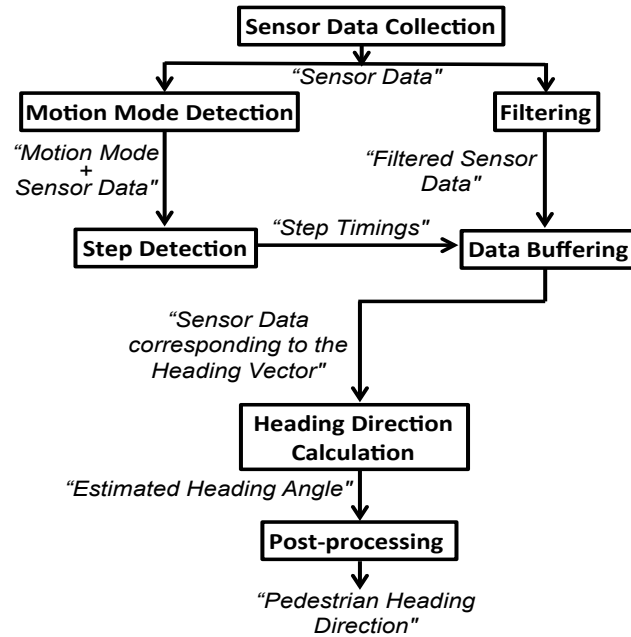 Sensor Data Collection
“Sensor Data"
Motion Mode Detection
Filtering
“Motion Mode
+
Sensor Data"
“Filtered Sensor
Data"
Step Detection
“Step Timings"
Data Buffering
“Sensor Data
corresponding to the
Heading Vector"
Heading Direction
Calculation
“Estimated Heading Angle"
Post-processing
“Pedestrian Heading
Direction"